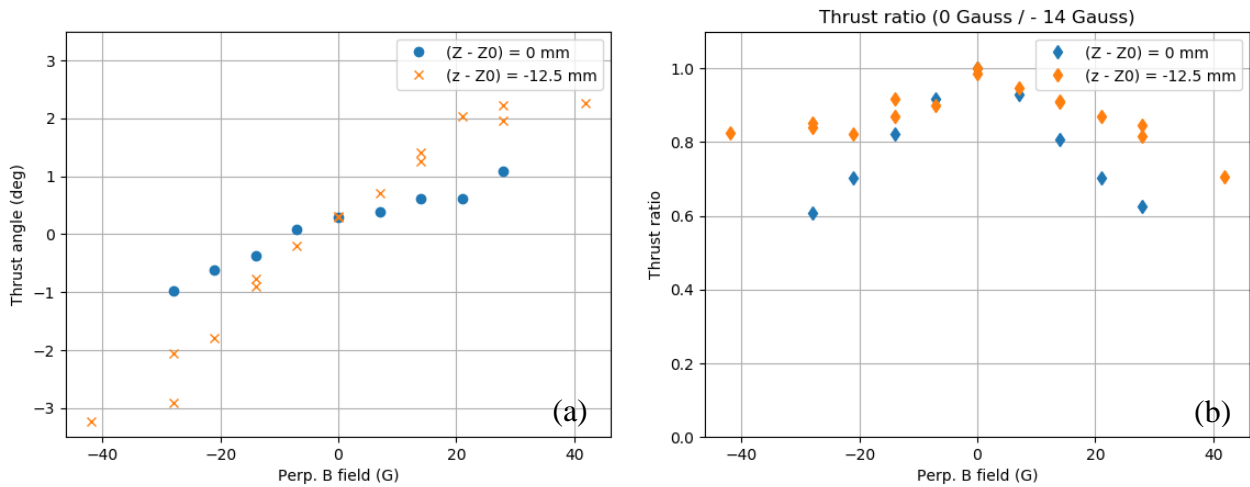 Thrust ratio (0 Gauss / - 14 Gauss)
Thrust angle (deg)
3
2
1
0
−1
−2
−3
(Z - Z0) = 0 mm
(z - Z0) = -12.5 mm
(a)
−40
−20
0
20
40
Perp. B field (G)
Thrust ratio
1.0
0.8
0.6
0.4
0.2
0.0
(Z - Z0) = 0 mm
(z - Z0) = -12.5 mm
(b)
−40
−20
0
20
40
Perp. B field (G)